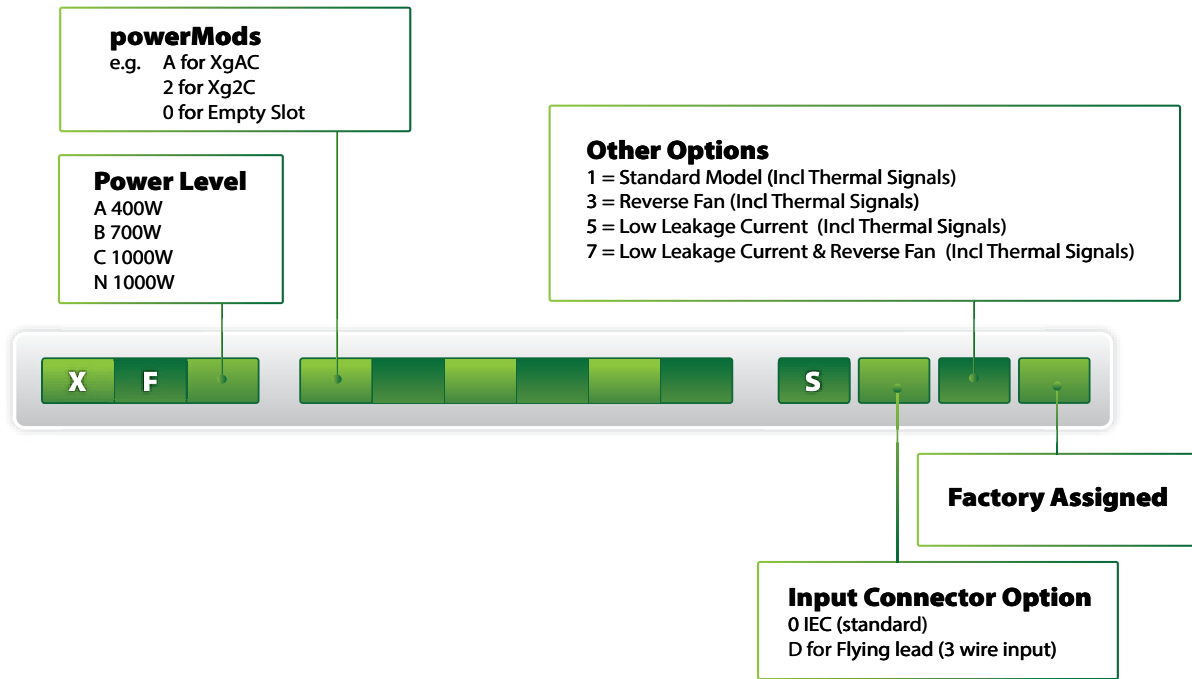 powerMods
e.g. A for XgAC
2 for Xg2C
0 for Empty Slot
Power Level
A 400W
B 700W
C 1000W
N 1000W
Other Options
1 = Standard Model (Incl Thermal Signals)
3 = Reverse Fan (Incl Thermal Signals)
5 = Low Leakage Current (Incl Thermal Signals)
7 = Low Leakage Current & Reverse Fan (Incl Thermal Signals)
X F S
Factory Assigned
Input Connector Option
0 IEC (standard)
D for Flying lead (3 wire input)